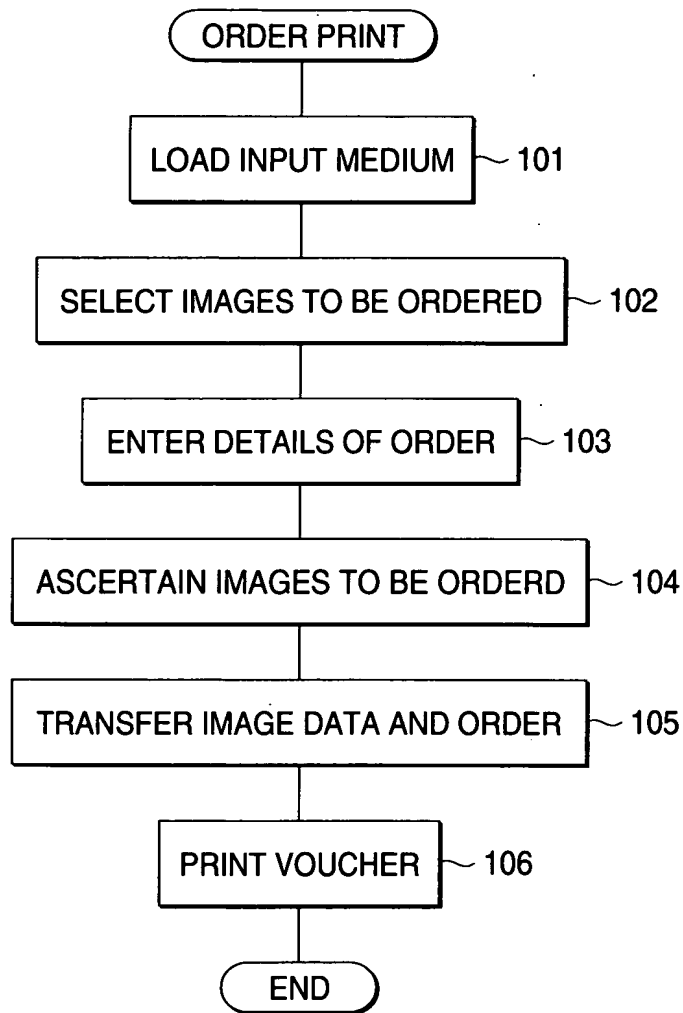 ORDER PRINT
LOAD INPUT MEDIUM 101
SELECT IMAGES TO BE ORDERED 102
ENTER DETAILS OF ORDER 103
ASCERTAIN IMAGES TO BE ORDERD 104
TRANSFER IMAGE DATA AND ORDER 105
PRINT VOUCHER 106
END